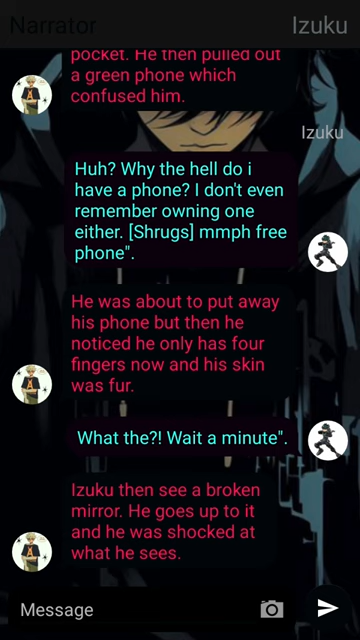 Narrator
Izuku
pocket. He then pulled out
a green phone which
confused him.
Izuku
Huh? Why the hell do i
have a phone? I don't even
remember owning one
either. [Shrugs] mmph free
phone".
He was about to put away
his phone but then he
noticed he only has four
fingers now and his skin
was fur.
What the?! Wait a minute".
Izuku then see a broken
mirror. He goes up to it
and he was shocked at
what he sees.
Message